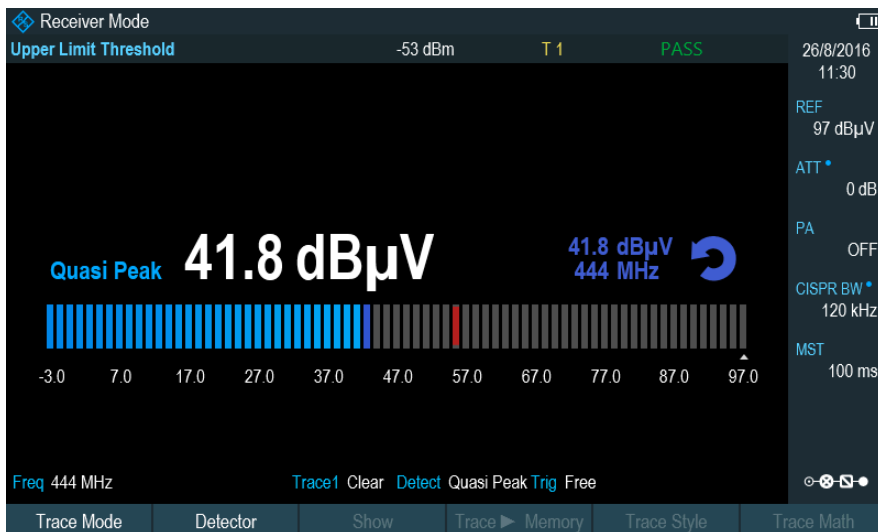 Receiver Mode
Upper Limit Threshold -53 dBm T 1 PASS
26/8/2016
11:30
REF
97 dBµV
ATT
0 dB
PA
OFF
CISPR BW
120 kHz
MST
100 ms
Quasi Peak 41.8 dBµV
41.8 dBµV
444 MHz
-3.0 7.0 17.0 27.0 37.0 47.0 57.0 67.0 77.0 87.0 97.0
Freq 444 MHz Trace1 Clear Detect Quasi Peak Trig Free
Trace Mode Detector Show Trace ► Memory Trace Style Trace Math